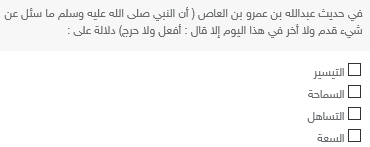 في حديث عبدالله بن عمرو بن العاص ( أن النبي صلى الله عليه وسلم ما سئل عن
شيء قدم ولا أخر في هذا اليوم إلا قال : أفعل ولا حرج) دلالة على :
التيسير
السماحة
التساهل
السعة